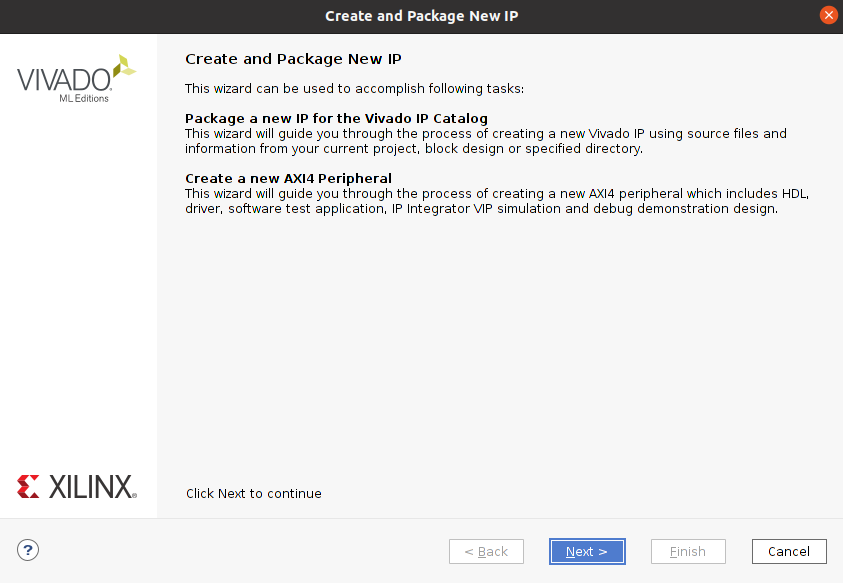 Create and Package New IP
VIVADO
ML Editions
Create and Package New IP
This wizard can be used to accomplish following tasks:
Package a new IP for the Vivado IP Catalog
This wizard will guide you through the process of creating a new Vivado IP using source files and
information from your current project, block design or specified directory.
Create a new AXI4 Peripheral
This wizard will guide you through the process of creating a new AXI4 peripheral which includes HDL,
driver, software test application, IP Integrator VIP simulation and debug demonstration design.
XILINX
Click Next to continue
?
< Back
Next >
Finish
Cancel